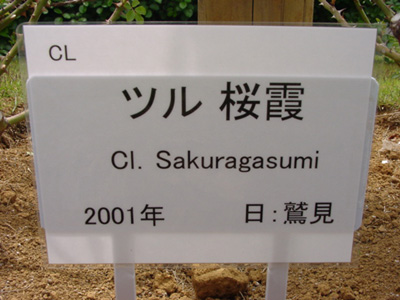 CL
ツル 桜霞
Cl. Sakuragasumi
2001年 日:鷲見